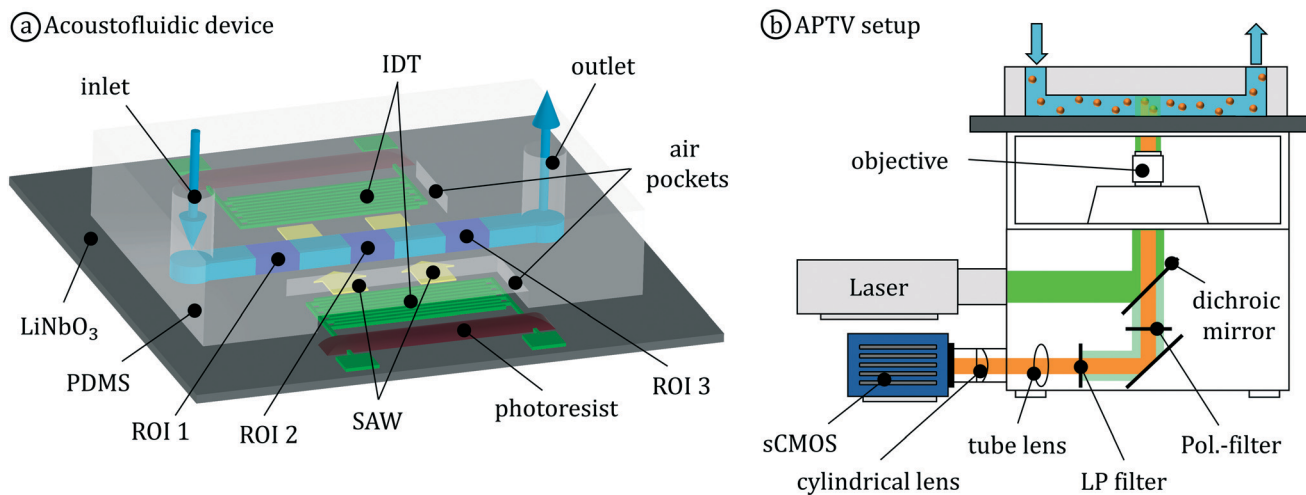 a Acoustofluidic device
IDT
outlet
inlet
air
pockets
LiNbO₃
PDMS
ROI 1
ROI 2
SAW
photoresist
ROI 3
b APTV setup
objective
Laser
dichroic
mirror
sCMOS
cylindrical lens
tube lens
LP filter
Pol.-filter